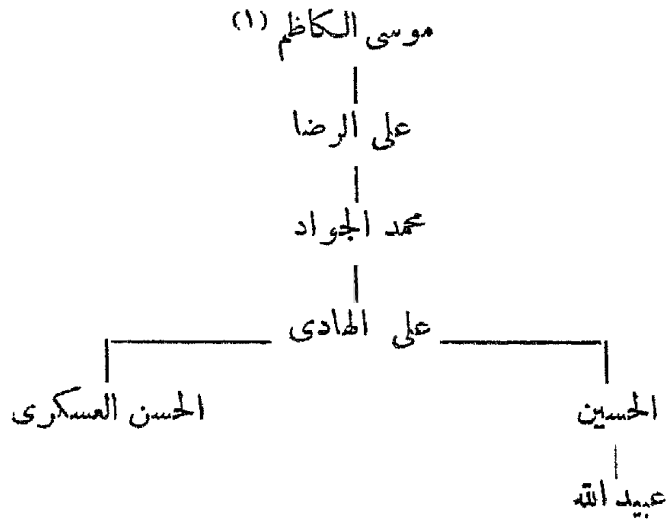 موسى الكاظم (١)
على الرضا
محمد الجواد
على الهادى
الحسين الحسن العسكرى
عبيد الله